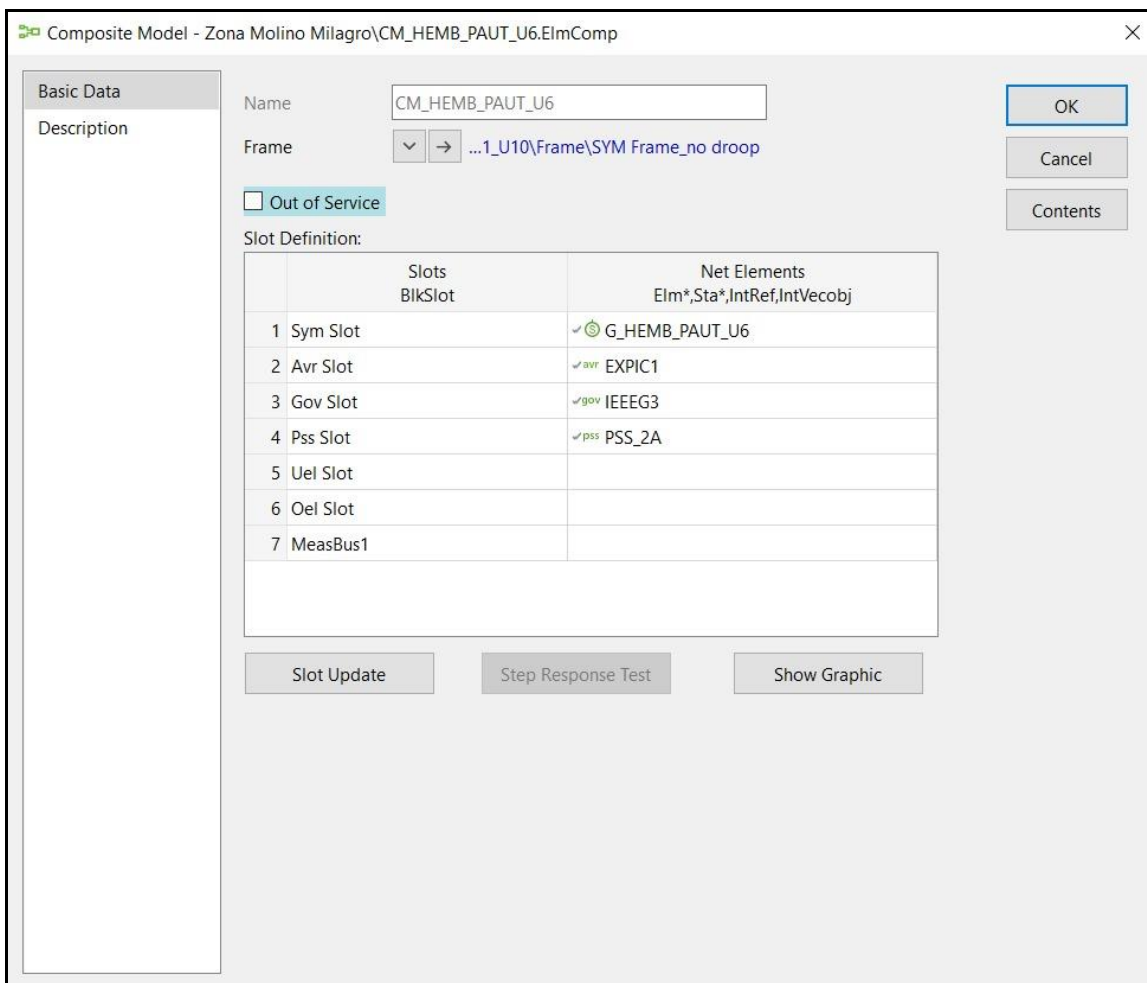 Composite Model - Zona Molino Milagro\CM_HEMB_PAUT_U6.ElmComp
Basic Data
Description
Name CM_HEMB_PAUT_U6
Frame ...1_U10\Frame\SYM Frame_no droop
Out of Service
Slot Definition:
Slots Net Elements
BlkSlot Elm*,Sta*,IntRef,IntVecobj
1 Sym Slot G_HEMB_PAUT_U6
2 Avr Slot avr EXPIC1
3 Gov Slot gov IEEEG3
4 Pss Slot pss PSS_2A
5 Uel Slot
6 Oel Slot
7 MeasBus1
Slot Update Step Response Test Show Graphic
OK
Cancel
Contents